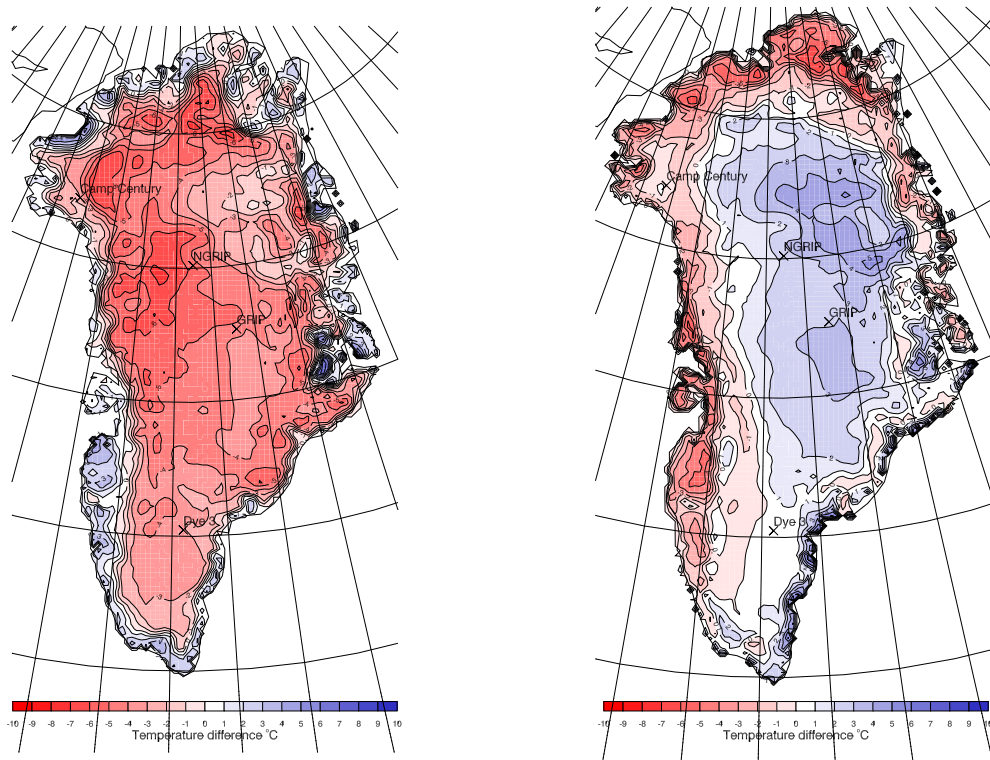 Camp Century
NGRIP
GRIP
Dye 3
-10 -9 -8 -7 -6 -5 -4 -3 -2 -1 0 1 2 3 4 5 6 7 8 9 10
Temperature difference °C
Camp Century
NGRIP
GRIP
Dye 3
-10 -9 -8 -7 -6 -5 -4 -3 -2 -1 0 1 2 3 4 5 6 7 8 9 10
Temperature difference °C